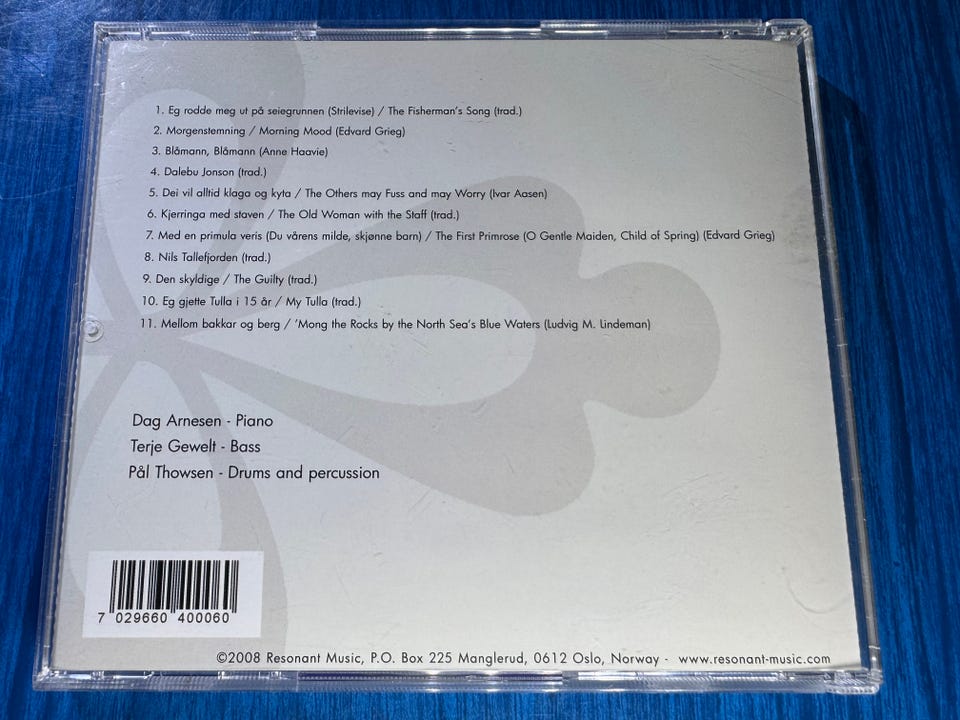 1. Eg rodde meg ut på seiegrunnen (Strilevise) / The Fisherman's Song (trad.)
2. Morgenstemning / Morning Mood (Edvard Grieg)
3. Blåmann, Blåmann (Anne Haavie)
4. Dalebu Jonson (trad.)
5. Dei vil alltid klaga og kyta / The Others may Fuss and may Worry (Ivar Aasen)
6. Kjerringa med staven / The Old Woman with the Staff (trad.)
7. Med en primula veris (Du vårens milde, skjønne barn) / The First Primrose (O Gentle Maiden, Child of Spring) (Edvard Grieg)
8. Nils Tallefjorden (trad.)
9. Den skyldige / The Guilty (trad.)
10. Eg gjette Tulla i 15 år / My Tulla (trad.)
11. Mellom bakkar og berg / 'Mong the Rocks by the North Sea's Blue Waters (Ludvig M. Lindeman)
Dag Arnesen - Piano
Terje Gewelt - Bass
Pål Thowsen - Drums and percussion
7 029660 400060
©2008 Resonant Music, P.O. Box 225 Manglerud, 0612 Oslo, Norway - www.resonant-music.com